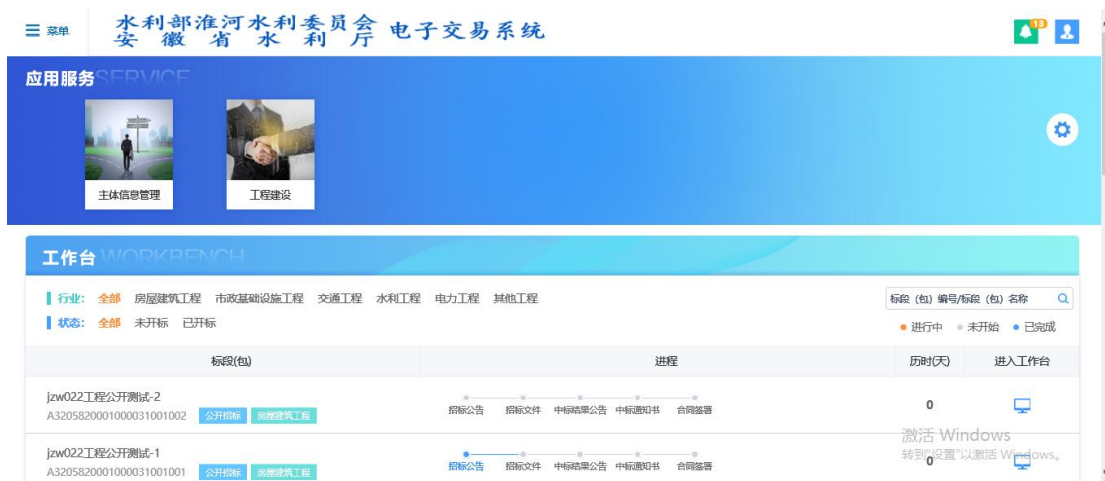 菜单
水利部淮河水利委员会
安徽省水利厅
电子交易系统
13
应用服务SERVICE
主体信息管理
工程建设
工作台 WORKBENCH
行业: 全部 房屋建筑工程 市政基础设施工程 交通工程 水利工程 电力工程 其他工程
标段（包）编号/标段（包）名称
状态: 全部 未开标 已开标
进行中 未开始 已完成
标段(包) 进程 历时(天) 进入工作台
jzw022工程公开测试-2
A3205820001000031001002 公开招标 房屋建筑工程
招标公告 招标文件 中标结果公告 中标通知书 合同签署
0
jzw022工程公开测试-1
A3205820001000031001001 公开招标 房屋建筑工程
招标公告 招标文件 中标结果公告 中标通知书 合同签署
0
激活 Windows
转到"设置"以激活 Windows。